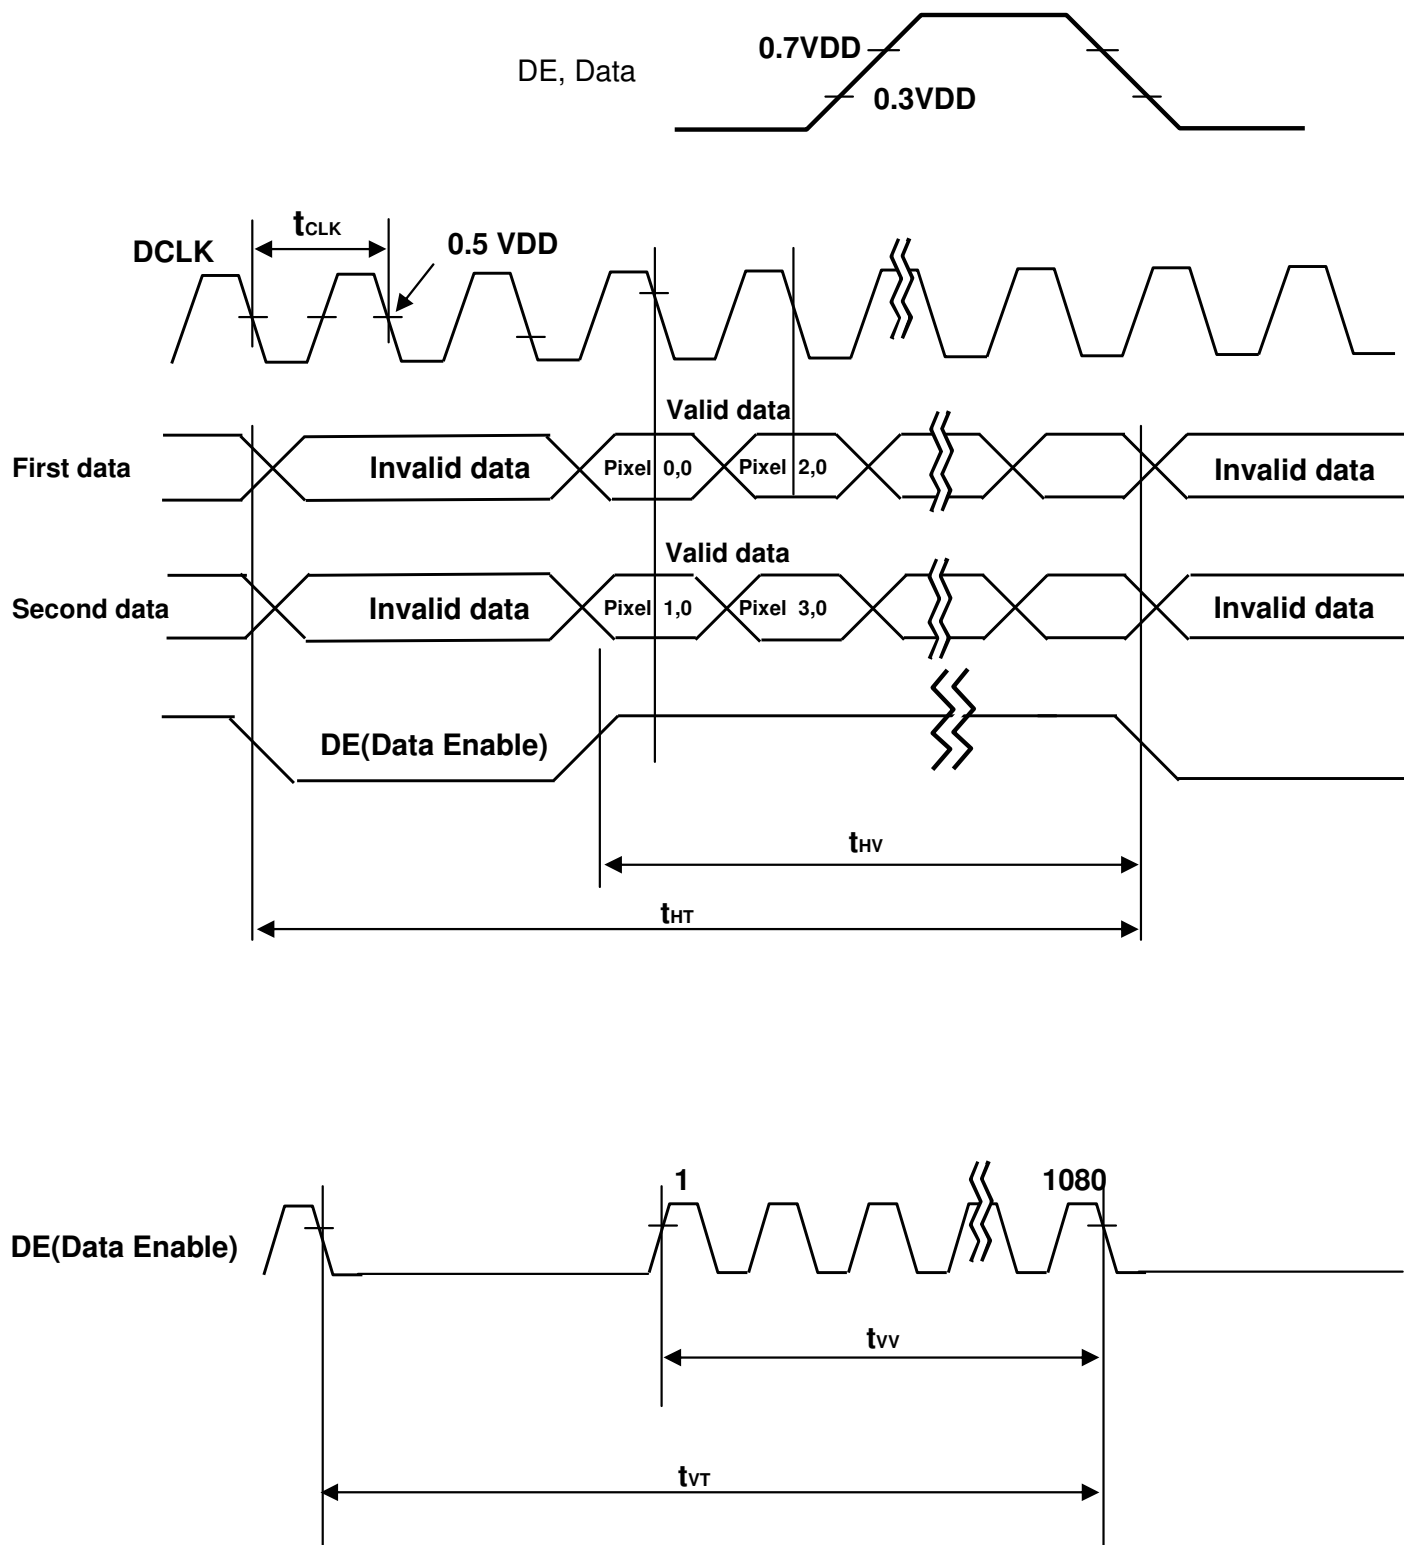 0.7VDD
DE, Data
0.3VDD
tCLK
DCLK
0.5 VDD
Valid data
First data
Invalid data
Pixel 0,0
Pixel 2,0
Invalid data
Valid data
Second data
Invalid data
Pixel 1,0
Pixel 3,0
Invalid data
DE(Data Enable)
tHV
tHT
1
1080
DE(Data Enable)
tVV
tVT